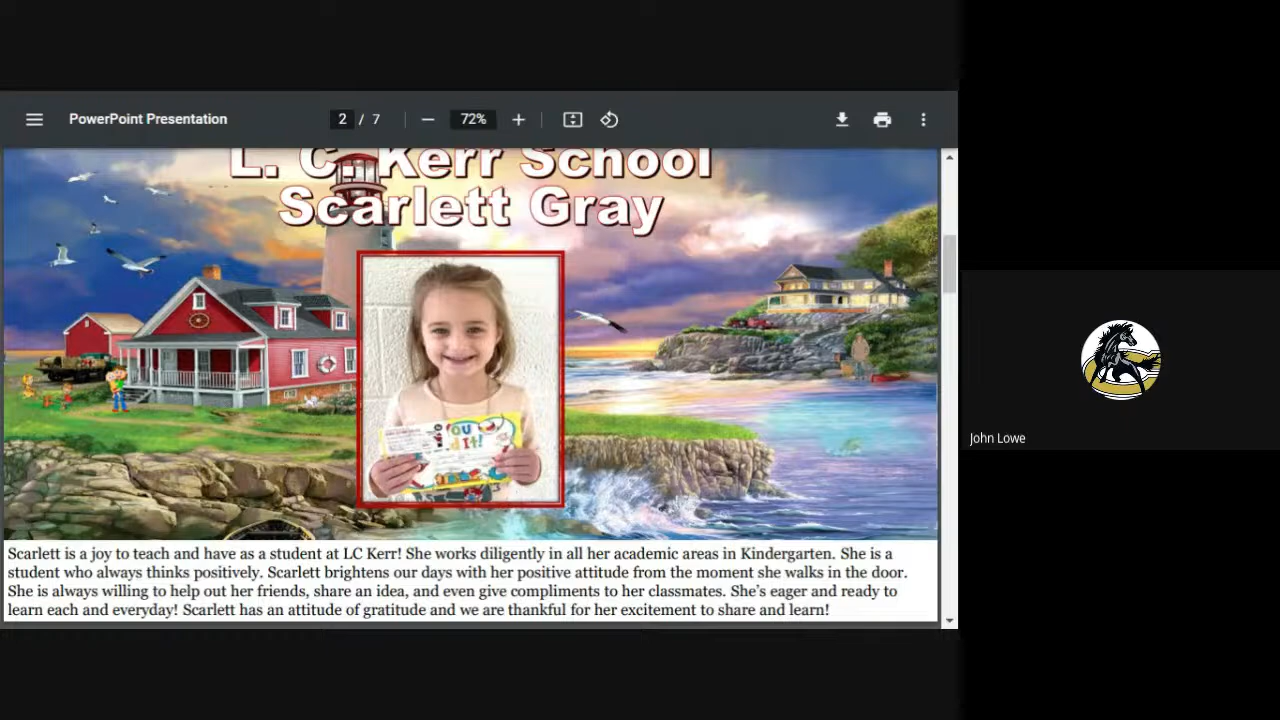 PowerPoint Presentation
2 / 7
72%
L. C. Kerr School
Scarlett Gray
YOU
did It!
John Lowe
Scarlett is a joy to teach and have as a student at LC Kerr! She works diligently in all her academic areas in Kindergarten. She is a
student who always thinks positively. Scarlett brightens our days with her positive attitude from the moment she walks in the door.
She is always willing to help out her friends, share an idea, and even give compliments to her classmates. She's eager and ready to
learn each and everyday! Scarlett has an attitude of gratitude and we are thankful for her excitement to share and learn!